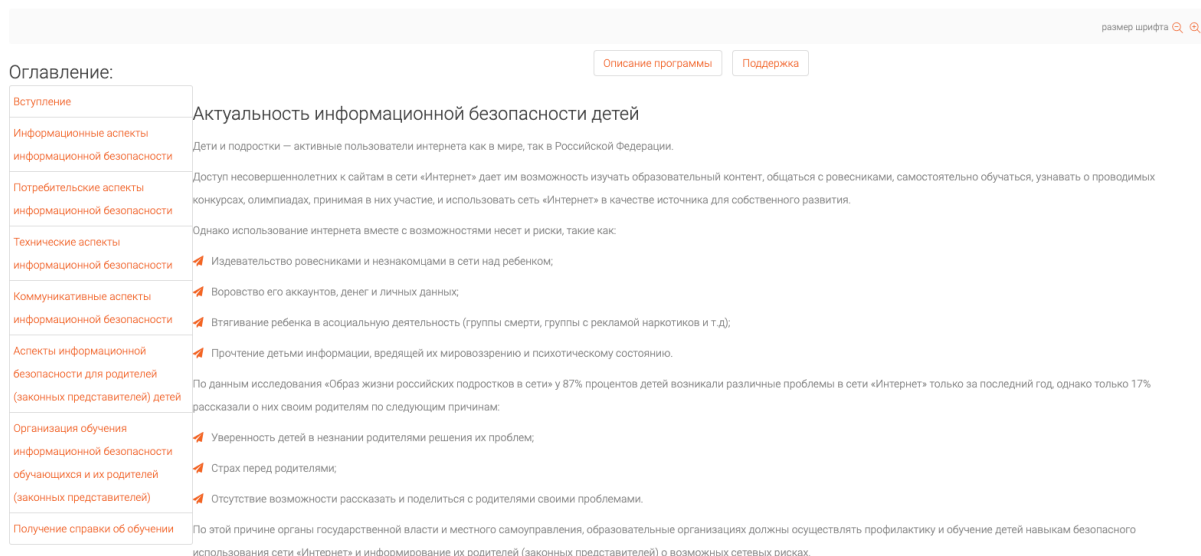 размер шрифта
Описание программы
Поддержка
Оглавление:
Вступление
Информационные аспекты
информационной безопасности
Потребительские аспекты
информационной безопасности
Технические аспекты
информационной безопасности
Коммуникативные аспекты
информационной безопасности
Аспекты информационной
безопасности для родителей
(законных представителей) детей
Организация обучения
информационной безопасности
обучающихся и их родителей
(законных представителей)
Получение справки об обучении
Актуальность информационной безопасности детей
Дети и подростки — активные пользователи интернета как в мире, так в Российской Федерации.
Доступ несовершеннолетних к сайтам в сети «Интернет» дает им возможность изучать образовательный контент, общаться с ровесниками, самостоятельно обучаться, узнавать о проводимых
конкурсах, олимпиадах, принимая в них участие, и использовать сеть «Интернет» в качестве источника для собственного развития.
Однако использование интернета вместе с возможностями несет и риски, такие как:
Издевательство ровесниками и незнакомцами в сети над ребенком;
Воровство его аккаунтов, денег и личных данных;
Втягивание ребенка в асоциальную деятельность (группы смерти, группы с рекламой наркотиков и т.д);
Прочтение детьми информации, вредящей их мировоззрению и психотическому состоянию.
По данным исследования «Образ жизни российских подростков в сети» у 87% процентов детей возникали различные проблемы в сети «Интернет» только за последний год, однако только 17%
рассказали о них своим родителям по следующим причинам:
Уверенность детей в незнании родителями решения их проблем;
Страх перед родителями;
Отсутствие возможности рассказать и поделиться с родителями своими проблемами.
По этой причине органы государственной власти и местного самоуправления, образовательные организациях должны осуществлять профилактику и обучение детей навыкам безопасного
использования сети «Интернет» и информирование их родителей (законных представителей) о возможных сетевых рисках.